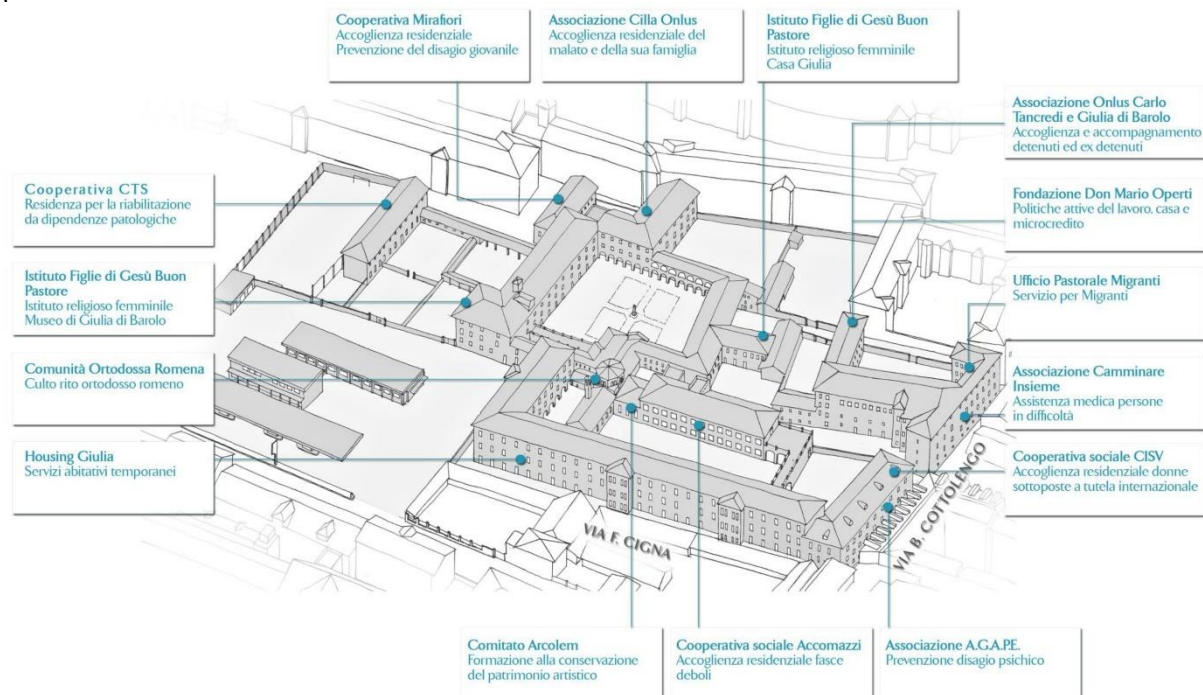 Cooperativa Mirafiori
Accoglienza residenziale
Prevenzione del disagio giovanile
Associazione Cilla Onlus
Accoglienza residenziale del
malato e della sua famiglia
Istituto Figlie di Gesù Buon
Pastore
Istituto religioso femminile
Casa Giulia
Associazione Onlus Carlo
Tancredi e Giulia di Barolo
Accoglienza e accompagnamento
detenuti ed ex detenuti
Cooperativa CTS
Residenza per la riabilitazione
da dipendenze patologiche
Fondazione Don Mario Operti
Politiche attive del lavoro, casa e
microcredito
Istituto Figlie di Gesù Buon
Pastore
Istituto religioso femminile
Museo di Giulia di Barolo
Ufficio Pastorale Migranti
Servizio per Migranti
Comunità Ortodossa Romena
Culto rito ortodosso romeno
Associazione Camminare
Insieme
Assistenza medica persone
in difficoltà
Housing Giulia
Servizi abitativi temporanei
Cooperativa sociale CISV
Accoglienza residenziale donne
sottoposte a tutela internazionale
VIA F. CIGNA
VIA B. COTTOLENGO
Comitato Arcolem
Formazione alla conservazione
del patrimonio artistico
Cooperativa sociale Accomazzi
Accoglienza residenziale fasce
deboli
Associazione A.G.A.P.E.
Prevenzione disagio psichico